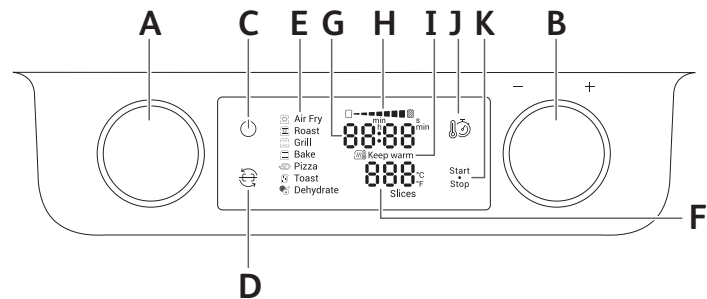 A C E G H I J K B
− +
min s
h min
88:88
Air Fry
Roast
Grill
Bake
Pizza
Toast
Dehydrate
Keep warm
888 °C
°F
Slices
Start
•
Stop
F
D